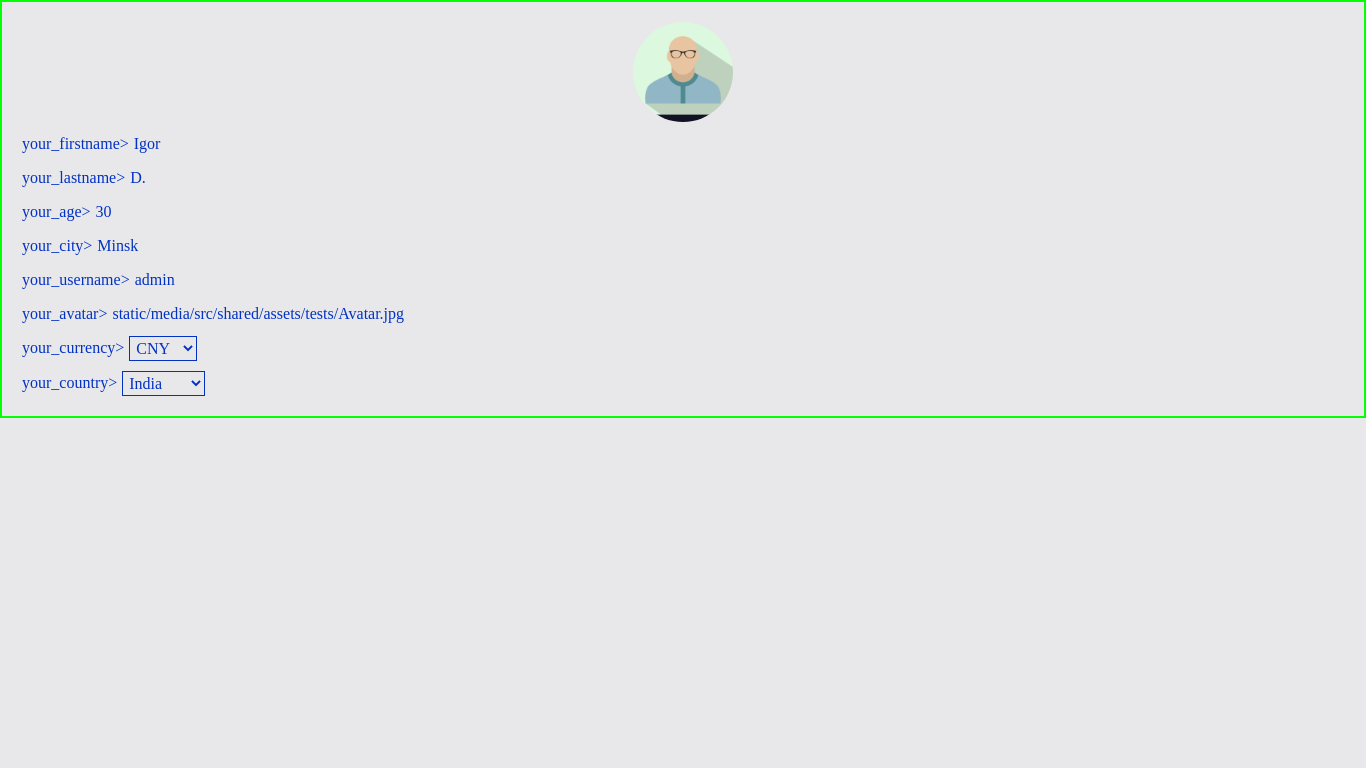 your_firstname> Igor
your_lastname> D.
your_age> 30
your_city> Minsk
your_username> admin
your_avatar> static/media/src/shared/assets/tests/Avatar.jpg
your_currency> CNY
your_country> India